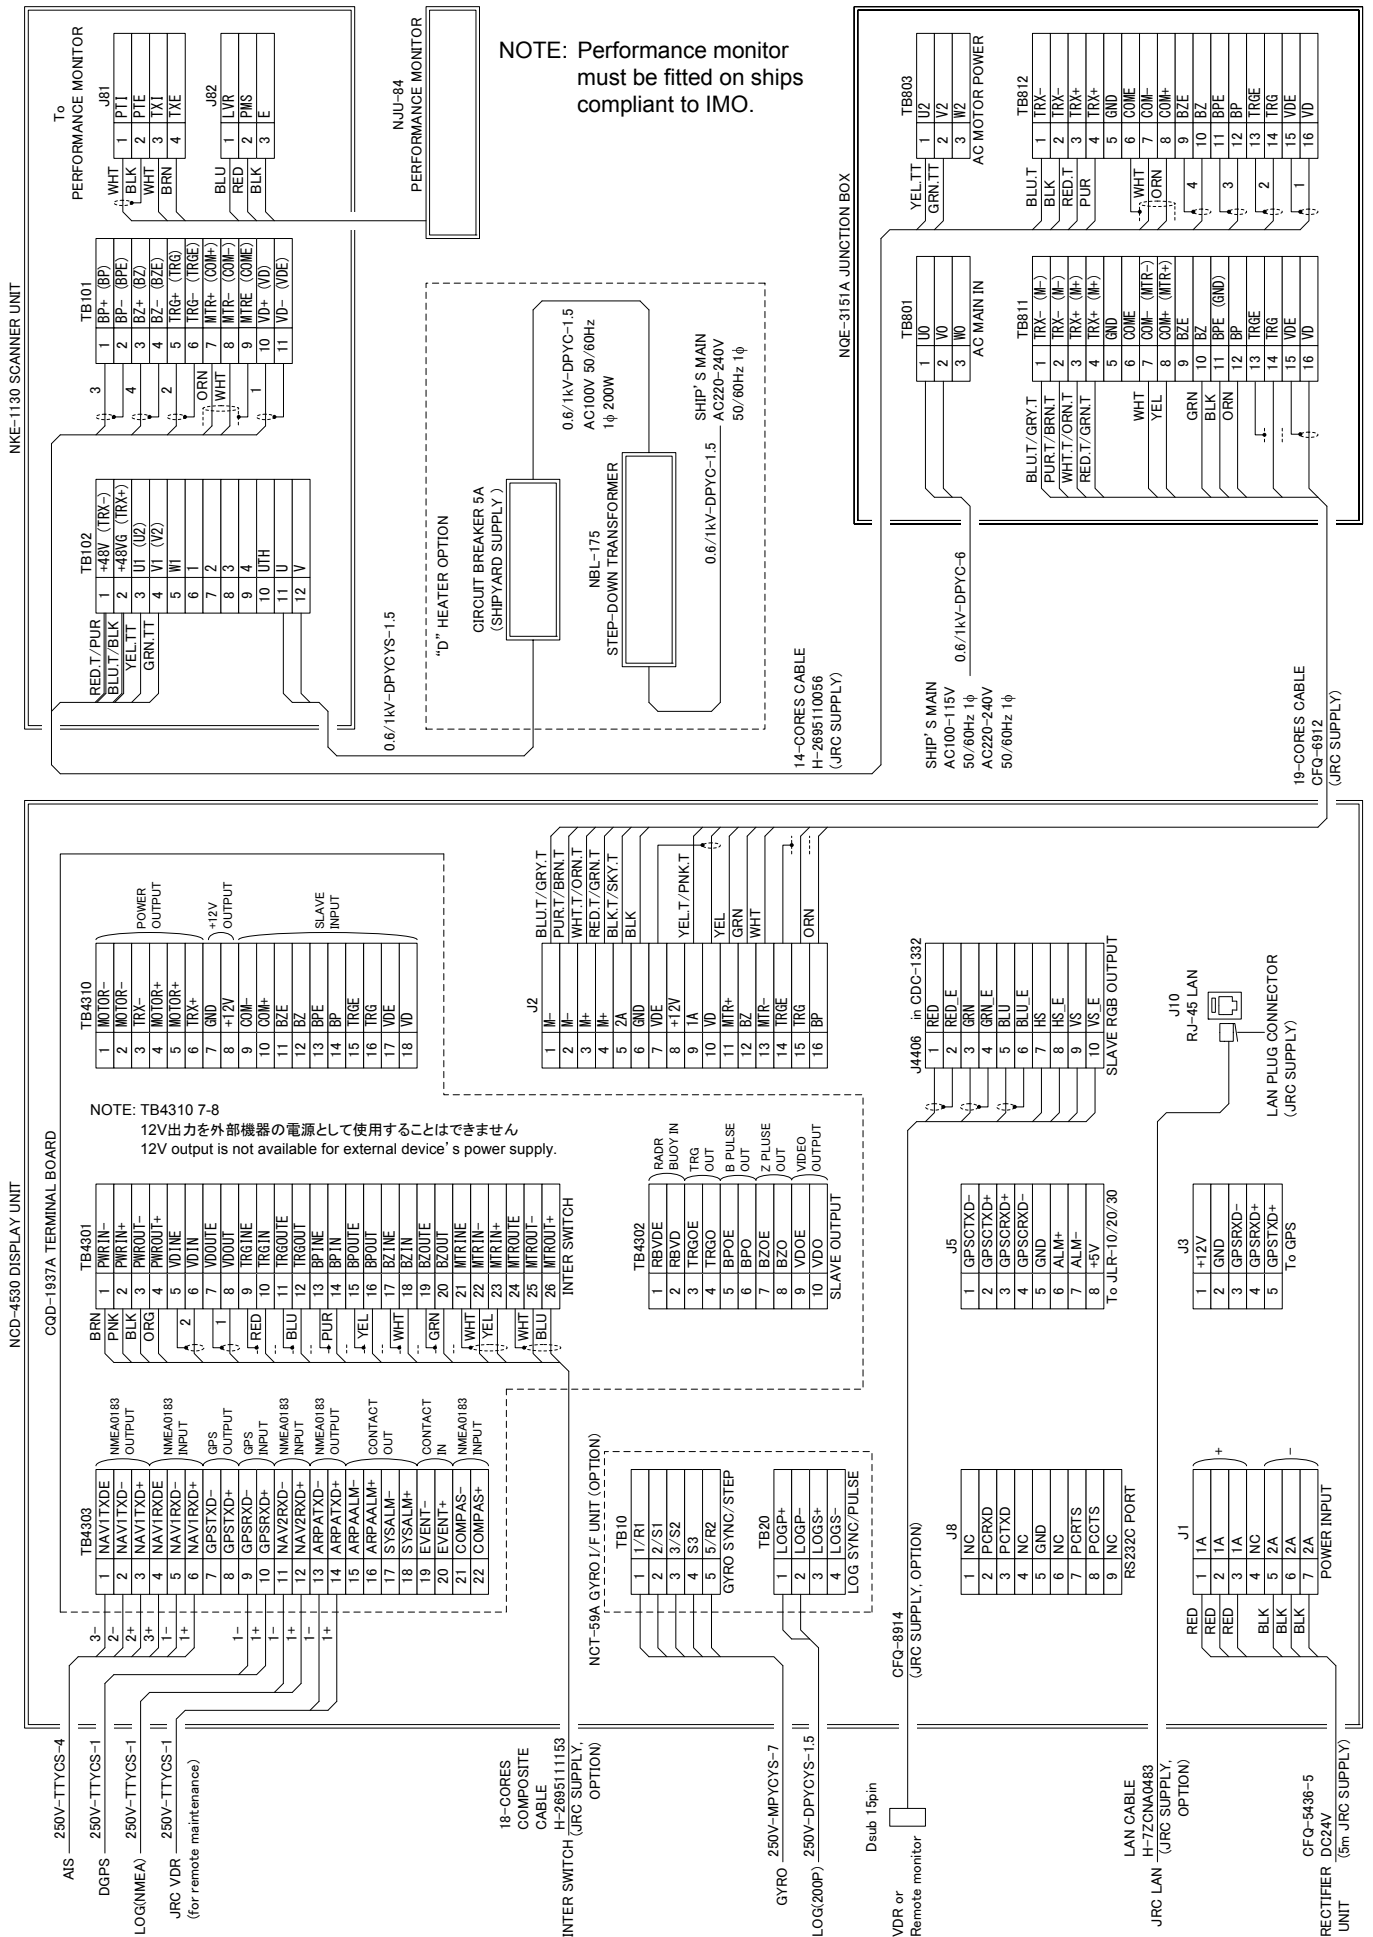 NOTE: Performance monitor
must be fitted on ships
compliant to IMO.
NKE-1130 SCANNER UNIT
To
PERFORMANCE MONITOR
J81
1 PTI
2 PTE
3 TXI
4 TXE
WHT
BLK
WHT
BRN
J82
1 LVR
2 PMS
3 E
BLU
RED
BLK
NJU-84
PERFORMANCE MONITOR
TB101
1 BP+ (BP)
2 BP- (BPE)
3 BZ+ (BZ)
4 BZ- (BZE)
5 TRG+ (TRG)
6 TRG- (TRGE)
7 MTR+ (COM+)
8 MTR- (COM-)
9 MTRE (COME)
10 VD+ (VD)
11 VD- (VDE)
3
4
2
ORN
WHT
1
TB102
1 +48V (TRX-)
2 +48VG (TRX+)
3 U1 (U2)
4 V1 (V2)
5 W1
6 1
7 2
8 3
9 4
10 UTH
11 U
12 V
RED.T/PUR
BLU.T/BLK
YEL.TT
GRN.TT
0.6/1kV-DPYCYS-1.5
"D" HEATER OPTION
CIRCUIT BREAKER 5A
(SHIPYARD SUPPLY )
0.6/1kV-DPYC-1.5
AC100V 50/60Hz
1φ 200W
NBL-175
STEP-DOWN TRANSFORMER
SHIP'S MAIN
AC220-240V
50/60Hz 1φ
0.6/1kV-DPYC-1.5
14-CORES CABLE
H-2695110056
(JRC SUPPLY)
NQE-3151A JUNCTION BOX
TB803
1 U2
2 V2
3 W2
AC MOTOR POWER
YEL.TT
GRN.TT
TB812
1 TRX-
2 TRX-
3 TRX+
4 TRX+
5 GND
6 COME
7 COM-
8 COM+
9 BZE
10 BZ
11 BPE
12 BP
13 TRGE
14 TRG
15 VDE
16 VD
BLU.T
BLK
RED.T
PUR
WHT
ORN
4
3
2
1
TB801
1 U0
2 V0
3 W0
AC MAIN IN
TB811
1 TRX- (M-)
2 TRX- (M-)
3 TRX+ (M+)
4 TRX+ (M+)
5 GND
6 COME
7 COM- (MTR-)
8 COM+ (MTR+)
9 BZE
10 BZ
11 BPE (GND)
12 BP
13 TRGE
14 TRG
15 VDE
16 VD
BLU.T/GRY.T
PUR.T/BRN.T
WHT.T/ORN.T
RED.T/GRN.T
WHT
YEL
GRN
BLK
ORN
0.6/1kV-DPYC-6
SHIP'S MAIN
AC100-115V
50/60Hz 1φ
AC220-240V
50/60Hz 1φ
19-CORES CABLE
CFQ-6912
(JRC SUPPLY)
NCD-4530 DISPLAY UNIT
CQD-1937A TERMINAL BOARD
TB4310
1 MOTOR-
2 MOTOR-
3 TRX-
4 MOTOR+
5 MOTOR+
6 TRX+
7 GND
8 +12V
9 COM-
10 COM+
11 BZE
12 BZ
13 BPE
14 BP
15 TRGE
16 TRG
17 VDE
18 VD
POWER
OUTPUT
+12V
OUTPUT
SLAVE
INPUT
NOTE: TB4310 7-8
12V出力を外部機器の電源として使用することはできません
12V output is not available for external device's power supply.
TB4301
1 PWRIN-
2 PWRIN+
3 PWROUT-
4 PWROUT+
5 VDINE
6 VDIN
7 VDOUTE
8 VDOUT
9 TRGINE
10 TRGIN
11 TRGOUTE
12 TRGOUT
13 BPINE
14 BPIN
15 BPOUTE
16 BPOUT
17 BZINE
18 BZIN
19 BZOUTE
20 BZOUT
21 MTRINE
22 MTRIN-
23 MTRIN+
24 MTROUTE
25 MTROUT-
26 MTROUT+
INTER SWITCH
BRN
PNK
BLK
ORG
2
1
RED
BLU
PUR
YEL
WHT
GRN
WHT
YEL
WHT
BLU
TB4303
1 NAV1TXDE
2 NAV1TXD-
3 NAV1TXD+
4 NAV1RXDE
5 NAV1RXD-
6 NAV1RXD+
7 GPSTXD-
8 GPSTXD+
9 GPSRXD-
10 GPSRXD+
11 NAV2RXD-
12 NAV2RXD+
13 ARPATXD-
14 ARPATXD+
15 ARPAALM-
16 ARPAALM+
17 SYSALM-
18 SYSALM+
19 EVENT-
20 EVENT+
21 COMPAS-
22 COMPAS+
NMEA0183
OUTPUT
NMEA0183
INPUT
GPS
OUTPUT
GPS
INPUT
NMEA0183
INPUT
NMEA0183
OUTPUT
CONTACT
OUT
CONTACT
IN
NMEA0183
INPUT
3-
2-
2+
3+
1-
1+
1-
1+
1-
1+
1-
1+
AIS
250V-TTYCS-4
DGPS
250V-TTYCS-1
LOG(NMEA)
250V-TTYCS-1
JRC VDR
250V-TTYCS-1
(for remote maintenance)
18-CORES
COMPOSITE
CABLE
H-2695111153
(JRC SUPPLY,
OPTION)
INTER SWITCH
J2
1 M-
2 M-
3 M+
4 M+
5 2A
6 GND
7 VDE
8 +12V
9 1A
10 VD
11 MTR+
12 BZ
13 MTR-
14 TRGE
15 TRG
16 BP
BLU.T/GRY.T
PUR.T/BRN.T
WHT.T/ORN.T
RED.T/GRN.T
BLK.T/SKY.T
BLK
YEL.T/PNK.T
YEL
GRN
WHT
ORN
TB4302
1 RBVDE
2 RBVD
3 TRGOE
4 TRGO
5 BPOE
6 BPO
7 BZOE
8 BZO
9 VDOE
10 VDO
SLAVE OUTPUT
RADR
BUOY IN
TRG
OUT
B PULSE
OUT
Z PLUSE
OUT
VIDEO
OUTPUT
NCT-59A GYRO I/F UNIT (OPTION)
TB10
1 1/R1
2 2/S1
3 3/S2
4 S3
5 5/R2
GYRO SYNC/STEP
TB20
1 LOGP+
2 LOGP-
3 LOGS+
4 LOGS-
LOG SYNC/PULSE
GYRO
250V-MPYCYS-7
LOG(200P)
250V-DPYCYS-1.5
J4406 in CDC-1332
1 RED
2 RED_E
3 GRN
4 GRN_E
5 BLU
6 BLU_E
7 HS
8 HS_E
9 VS
10 VS_E
SLAVE RGB OUTPUT
J5
1 GPSCTXD-
2 GPSCTXD+
3 GPSCRXD+
4 GPSCRXD-
5 GND
6 ALM+
7 ALM-
8 +5V
To JLR-10/20/30
J8
1 NC
2 PCRXD
3 PCTXD
4 NC
5 GND
6 NC
7 PCRTS
8 PCCTS
9 NC
RS232C PORT
CFQ-8914
(JRC SUPPLY, OPTION)
Dsub 15pin
VDR or
Remote monitor
J10
RJ-45 LAN
LAN PLUG CONNECTOR
(JRC SUPPLY)
J3
1 +12V
2 GND
3 GPSRXD-
4 GPSRXD+
5 GPSTXD+
To GPS
J1
1 1A
2 1A
3 1A
4 NC
5 2A
6 2A
7 2A
POWER INPUT
+
-
RED
RED
RED
BLK
BLK
BLK
LAN CABLE
H-7ZCNA0483
(JRC SUPPLY,
OPTION)
JRC LAN
CFQ-5436-5
DC24V
(5m JRC SUPPLY)
RECTIFIER
UNIT